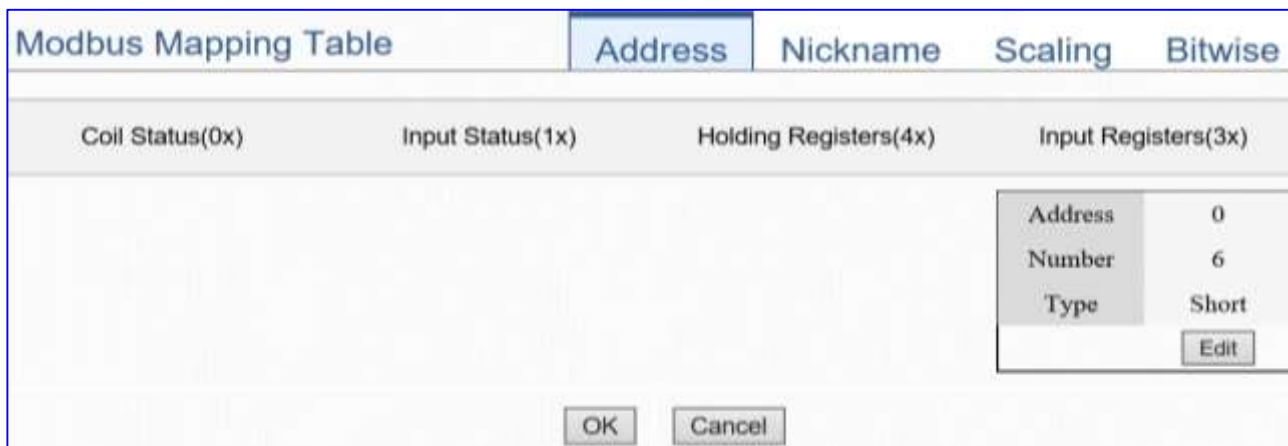 Modbus Mapping Table Address Nickname Scaling Bitwise
Coil Status(0x) Input Status(1x) Holding Registers(4x) Input Registers(3x)
Address 0
Number 6
Type Short
Edit
OK Cancel